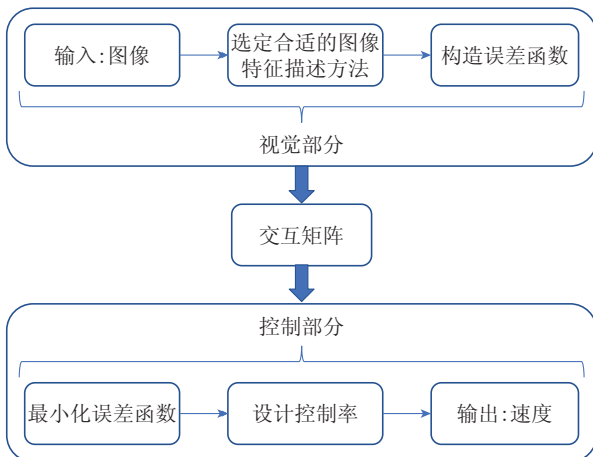 输入:图像
选定合适的图像
特征描述方法
构造误差函数
视觉部分
交互矩阵
控制部分
最小化误差函数
设计控制率
输出:速度